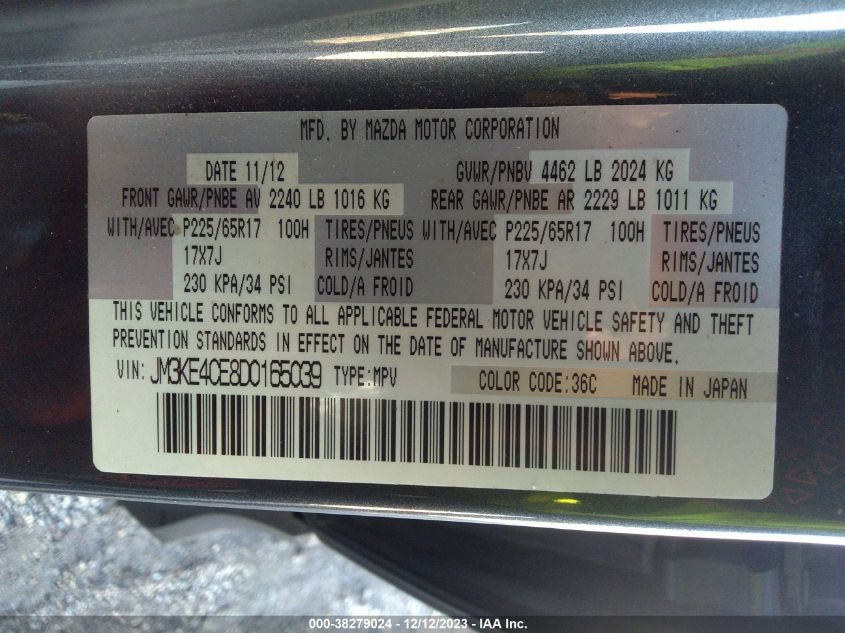 MFD. BY MAZDA MOTOR CORPORATION
DATE 11/12 GVWR/PNBV 4462 LB 2024 KG
FRONT GAWR/PNBE AV 2240 LB 1016 KG REAR GAWR/PNBE AR 2229 LB 1011 KG
WITH/AVEC P225/65R17 100H TIRES/PNEUS WITH/AVEC P225/65R17 100H TIRES/PNEUS
17X7J RIMS/JANTES 17X7J RIMS/JANTES
230 KPA/34 PSI COLD/A FROID 230 KPA/34 PSI COLD/A FROID
THIS VEHICLE CONFORMS TO ALL APPLICABLE FEDERAL MOTOR VEHICLE SAFETY AND THEFT
PREVENTION STANDARDS IN EFFECT ON THE DATE OF MANUFACTURE SHOWN ABOVE.
VIN: JM3KE4CE8D0165039 TYPE:MPV COLOR CODE:36C MADE IN JAPAN
000-38279024 - 12/12/2023 - IAA Inc.